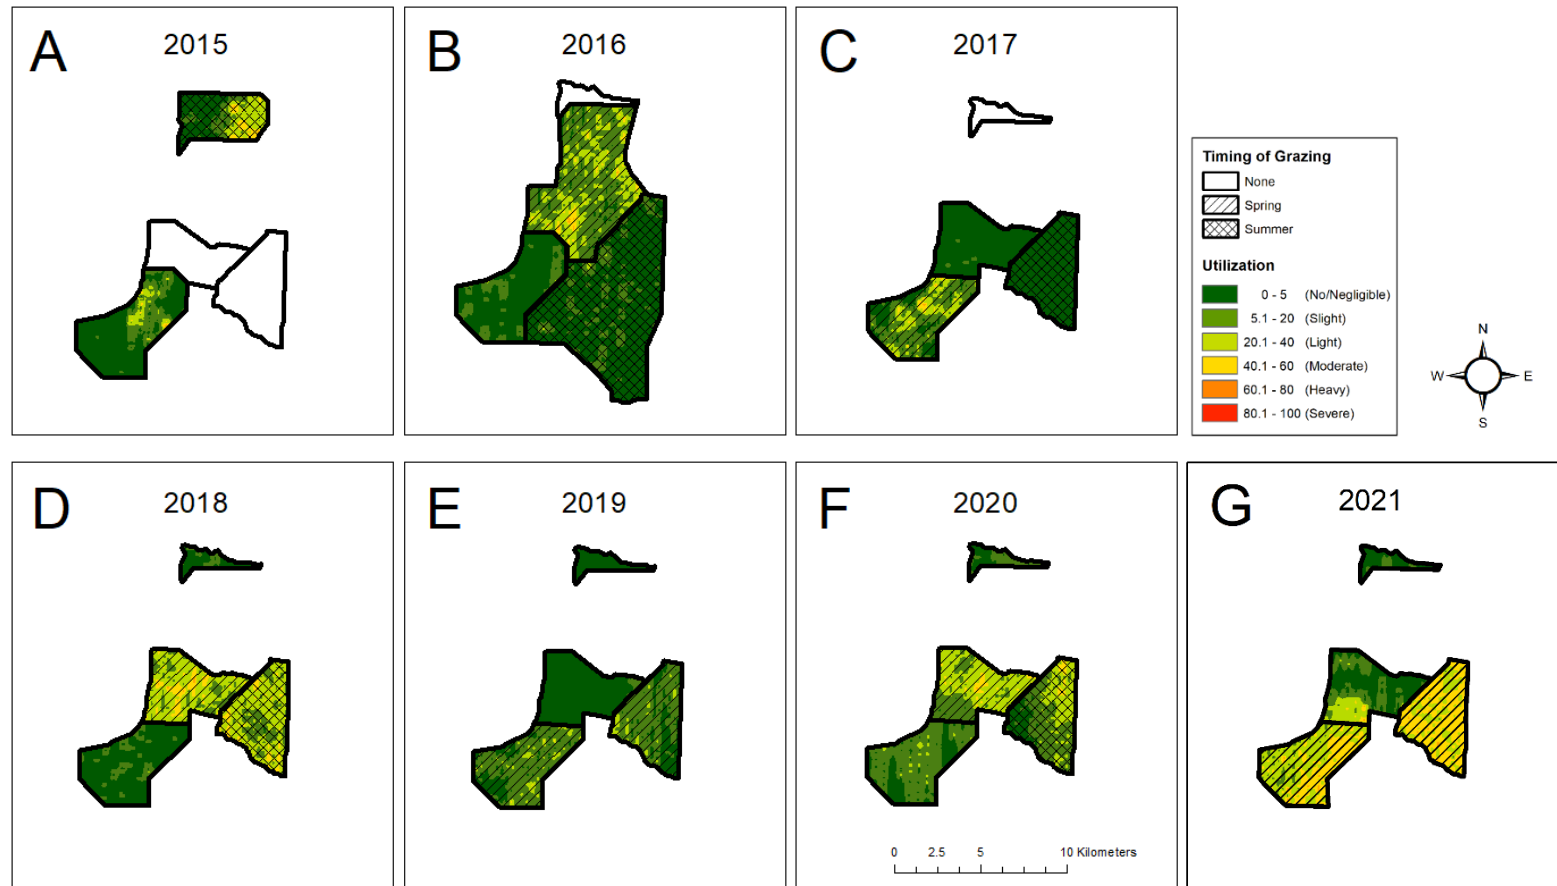 A
2015
B
2016
C
2017
Timing of Grazing
None
Spring
Summer
Utilization
0 - 5 (No/Negligible)
5.1 - 20 (Slight)
20.1 - 40 (Light)
40.1 - 60 (Moderate)
60.1 - 80 (Heavy)
80.1 - 100 (Severe)
N
W E
S
D
2018
E
2019
F
2020
G
2021
0 2.5 5 10 Kilometers